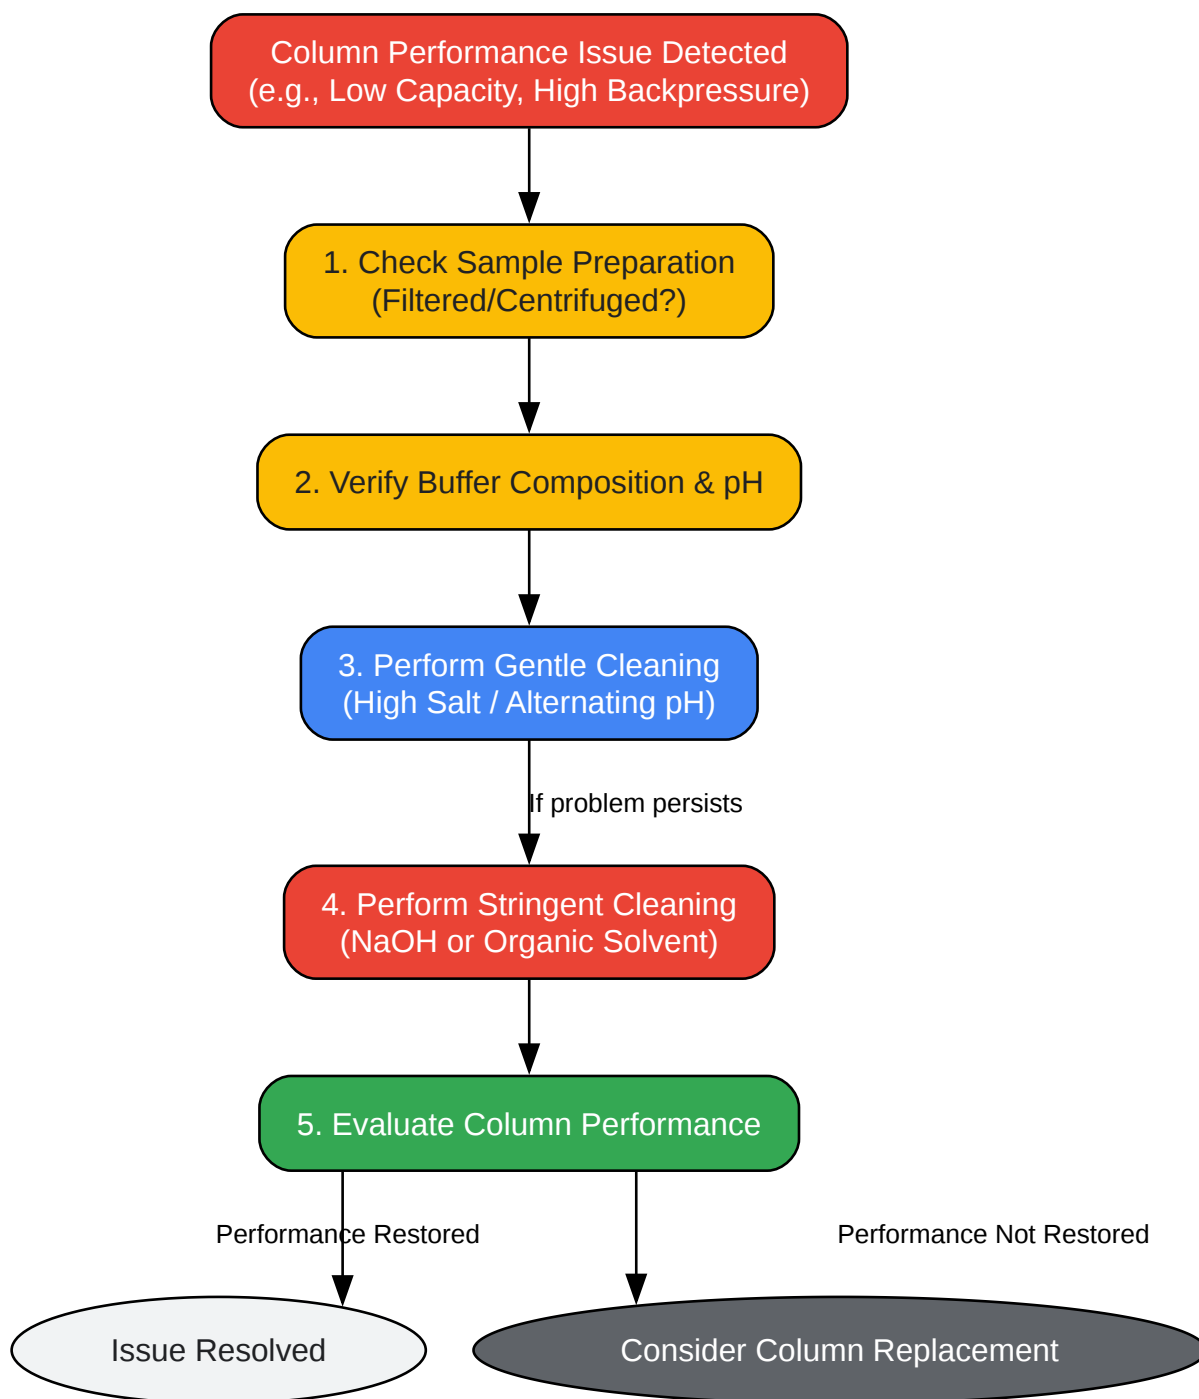 Column Performance Issue Detected
(e.g., Low Capacity, High Backpressure)
1. Check Sample Preparation
(Filtered/Centrifuged?)
2. Verify Buffer Composition & pH
3. Perform Gentle Cleaning
(High Salt / Alternating pH)
If problem persists
4. Perform Stringent Cleaning
(NaOH or Organic Solvent)
5. Evaluate Column Performance
Performance Restored
Performance Not Restored
Issue Resolved
Consider Column Replacement